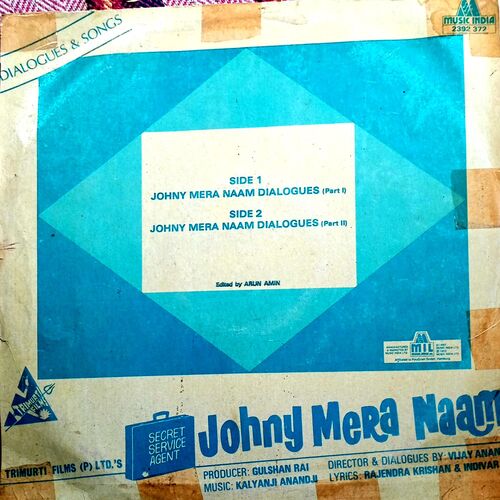 DIALOGUES & SONGS
MUSIC INDIA
2392 372
SIDE 1
JOHNY MERA NAAM DIALOGUES (Part I)
SIDE 2
JOHNY MERA NAAM DIALOGUES (Part II)
Edited by ARUN AMIN
MIL
TRIMURTI
FILMS
TRIMURTI FILMS (P) LTD.'S
SECRET
SERVICE
AGENT
Johny Mera Naam
PRODUCER: GULSHAN RAI
MUSIC: KALYANJI ANANDJI
DIRECTOR & DIALOGUES BY: VIJAY ANAN
LYRICS: RAJENDRA KRISHAN & INDIVAR